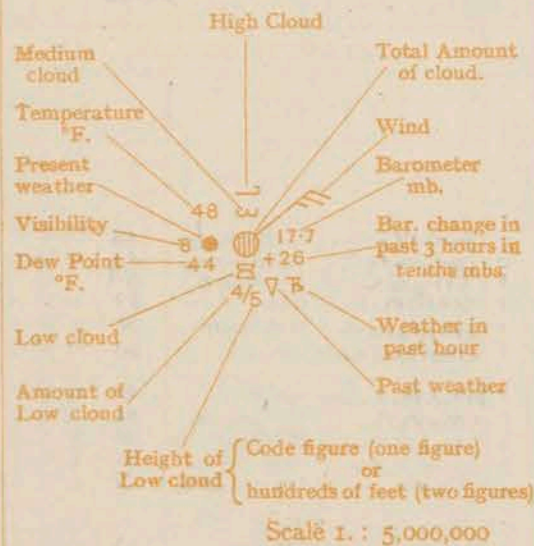 High Cloud
Medium
cloud
Total Amount
of cloud.
Temperature
°F.
Wind
Present
weather
Barometer
mb.
48
Visibility
8
17.7
Bar. change in
past 3 hours in
tenths mbs.
+26
Dew Point
°F.
44
4/5
Low cloud
Weather in
past hour
Amount of
Low cloud
Past weather
Height of
Low cloud
Code figure (one figure)
or
hundreds of feet (two figures)
Scale 1. : 5,000,000